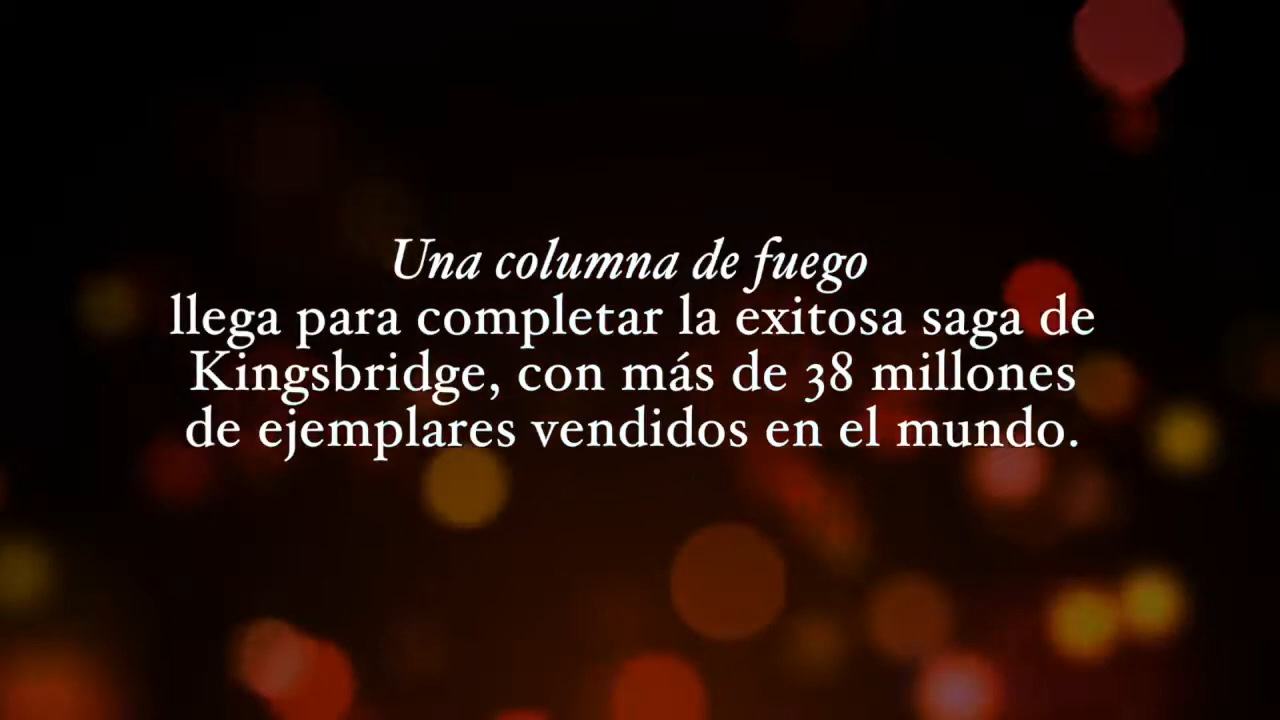 Una columna de fuego
llega para completar la exitosa saga de
Kingsbridge, con más de 38 millones
de ejemplares vendidos en el mundo.